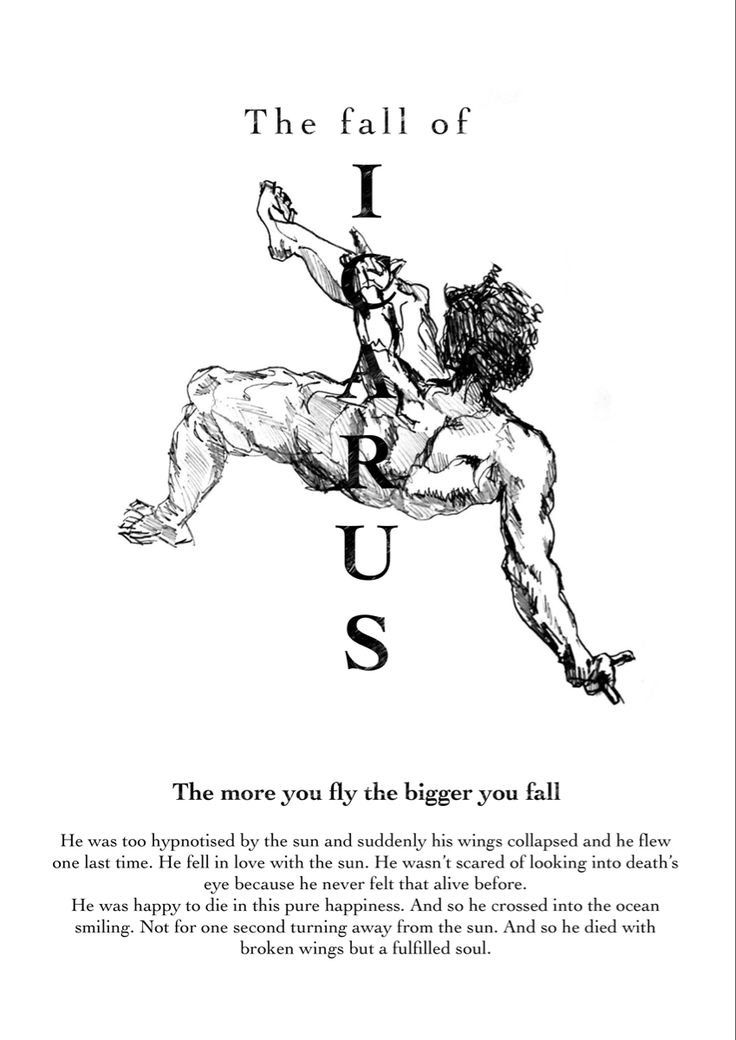 The fall of
I
C
A
R
U
S
The more you fly the bigger you fall
He was too hypnotised by the sun and suddenly his wings collapsed and he flew
one last time. He fell in love with the sun. He wasn’t scared of looking into death’s
eye because he never felt that alive before.
He was happy to die in this pure happiness. And so he crossed into the ocean
smiling. Not for one second turning away from the sun. And so he died with
broken wings but a fulfilled soul.